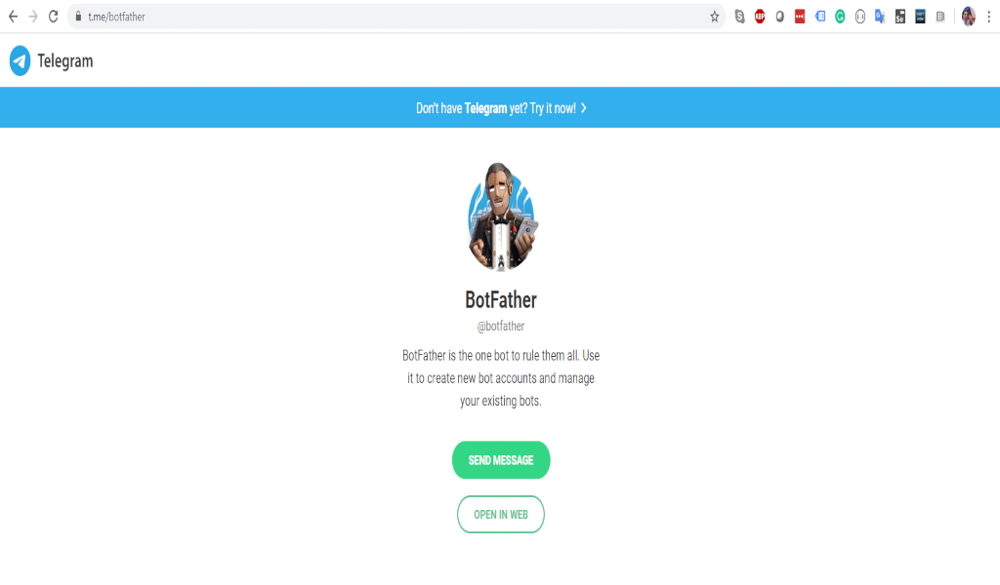 t.me/botfather
Telegram
Don't have Telegram yet? Try it now!
BotFather
@botfather
BotFather is the one bot to rule them all. Use
it to create new bot accounts and manage
your existing bots.
SEND MESSAGE
OPEN IN WEB
ABP
Se
B